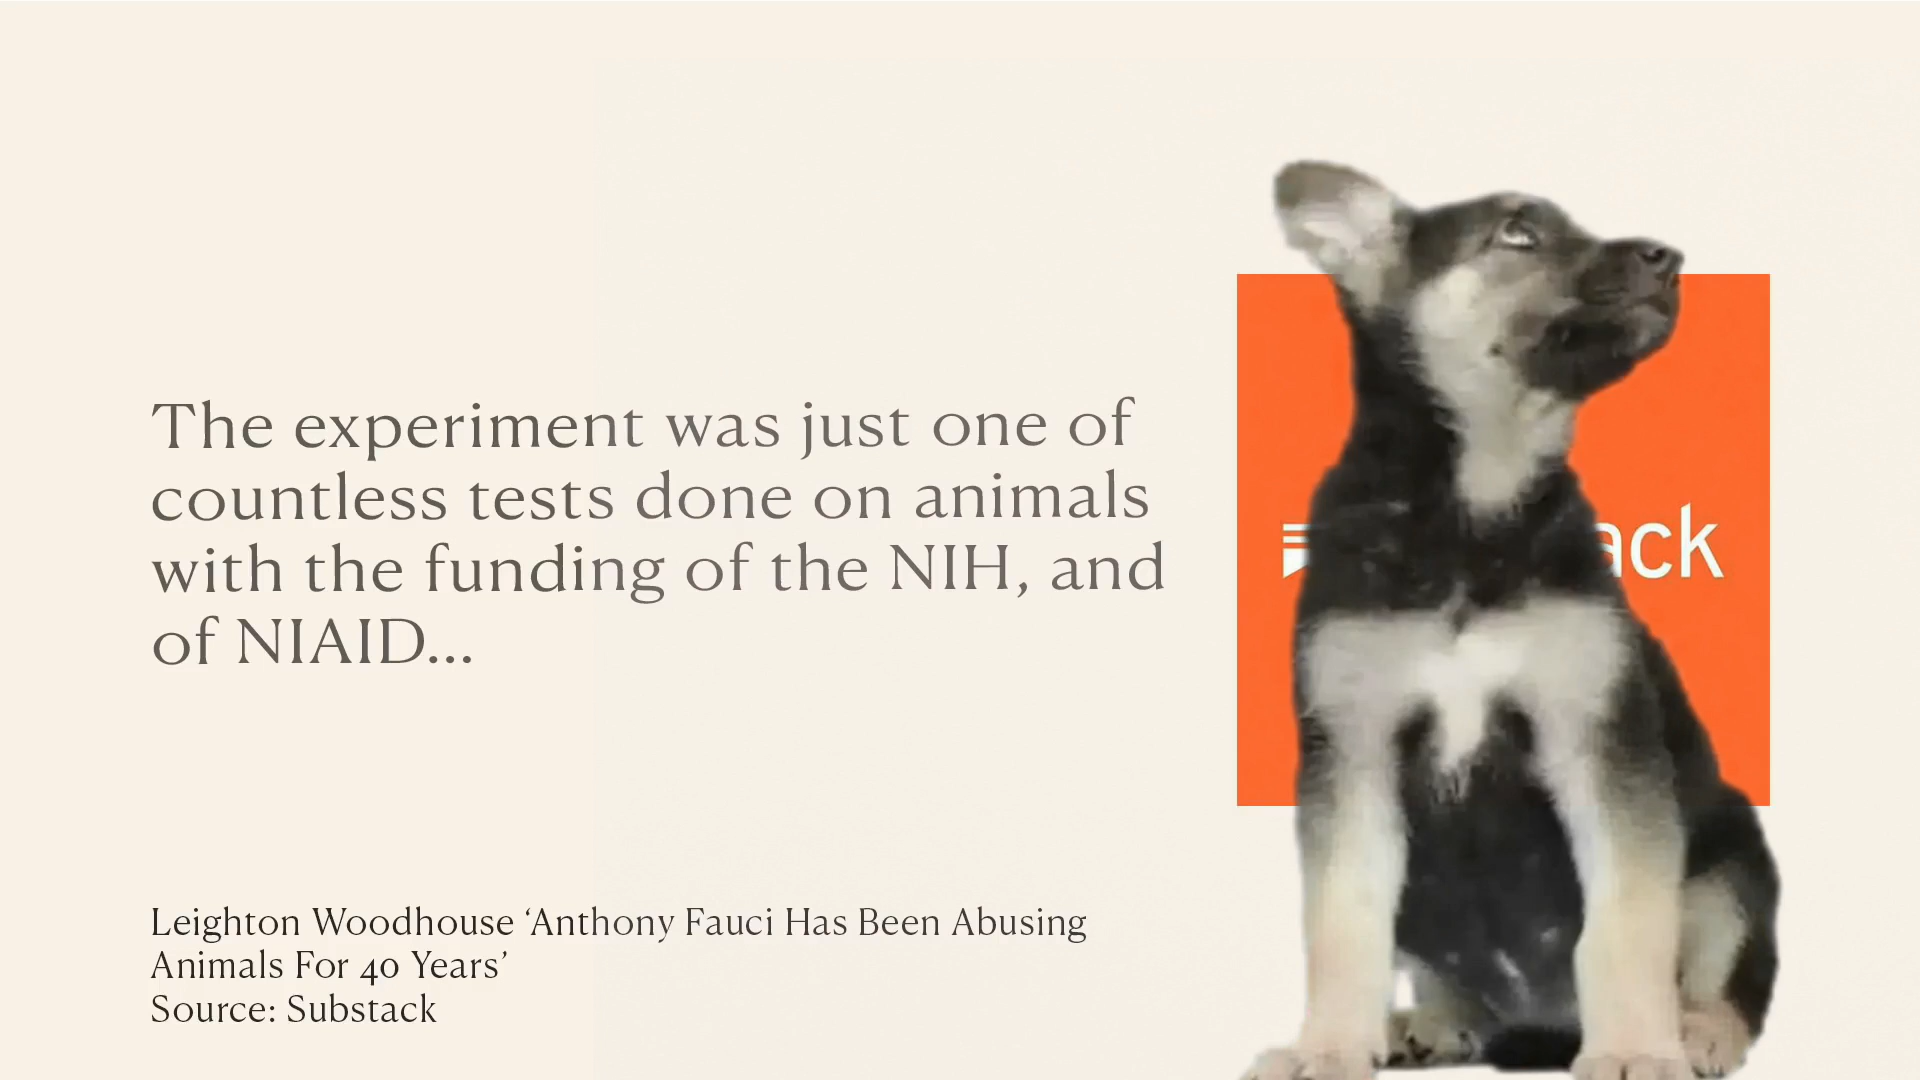 The experiment was just one of
countless tests done on animals
with the funding of the NIH, and
of NIAID...
ack
Leighton Woodhouse ‘Anthony Fauci Has Been Abusing
Animals For 40 Years’
Source: Substack